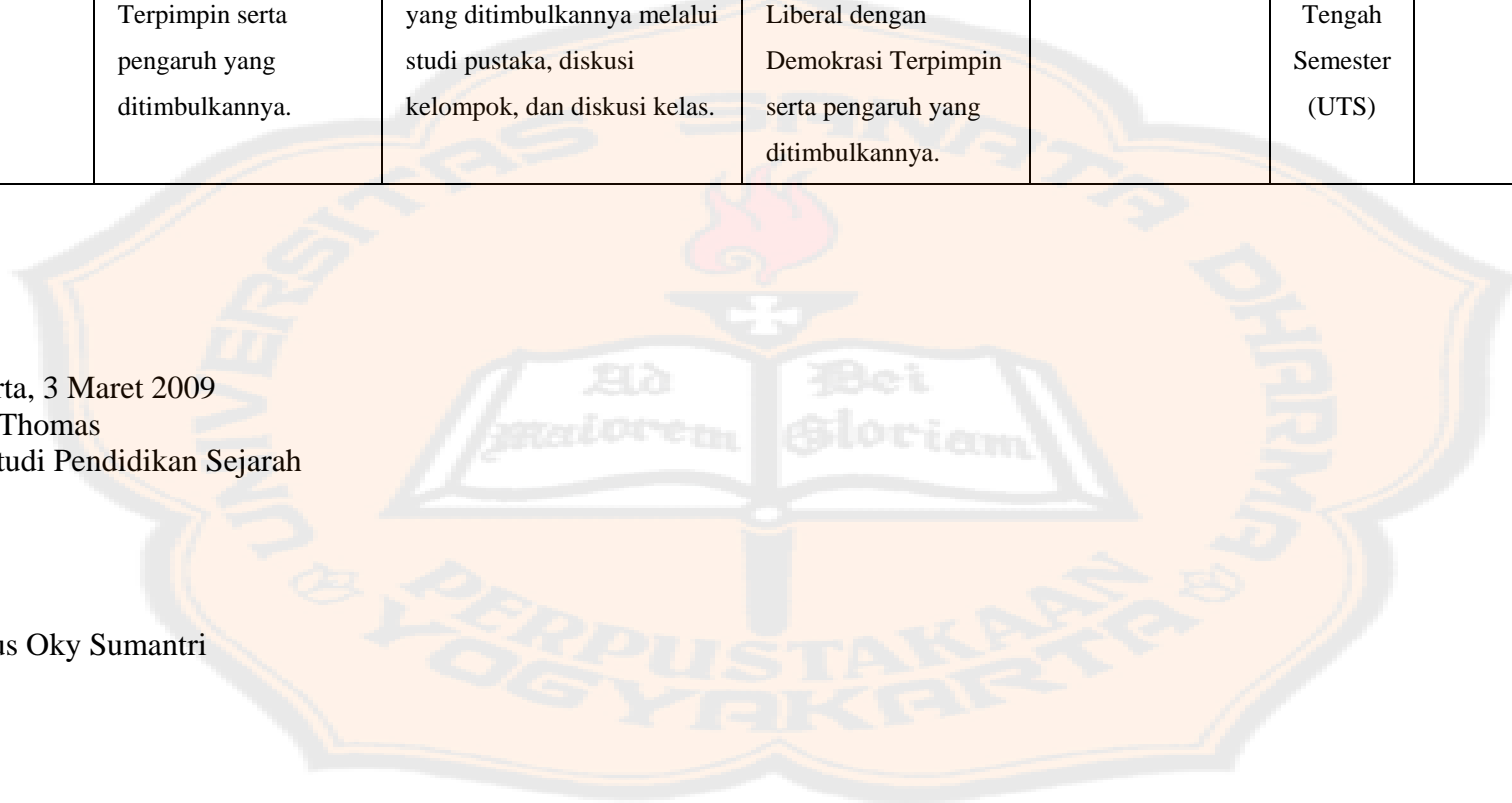 Terpimpin serta
pengaruh yang
ditimbulkannya.
yang ditimbulkannya melalui
studi pustaka, diskusi
kelompok, dan diskusi kelas.
Liberal dengan
Demokrasi Terpimpin
serta pengaruh yang
ditimbulkannya.
Tengah
Semester
(UTS)
rta, 3 Maret 2009
Thomas
tudi Pendidikan Sejarah
us Oky Sumantri
UNIVERSITAS SANATA DHARMA
Ad
maiorem
Dei
Gloriam
PERPUSTAKAAN
YOGYAKARTA